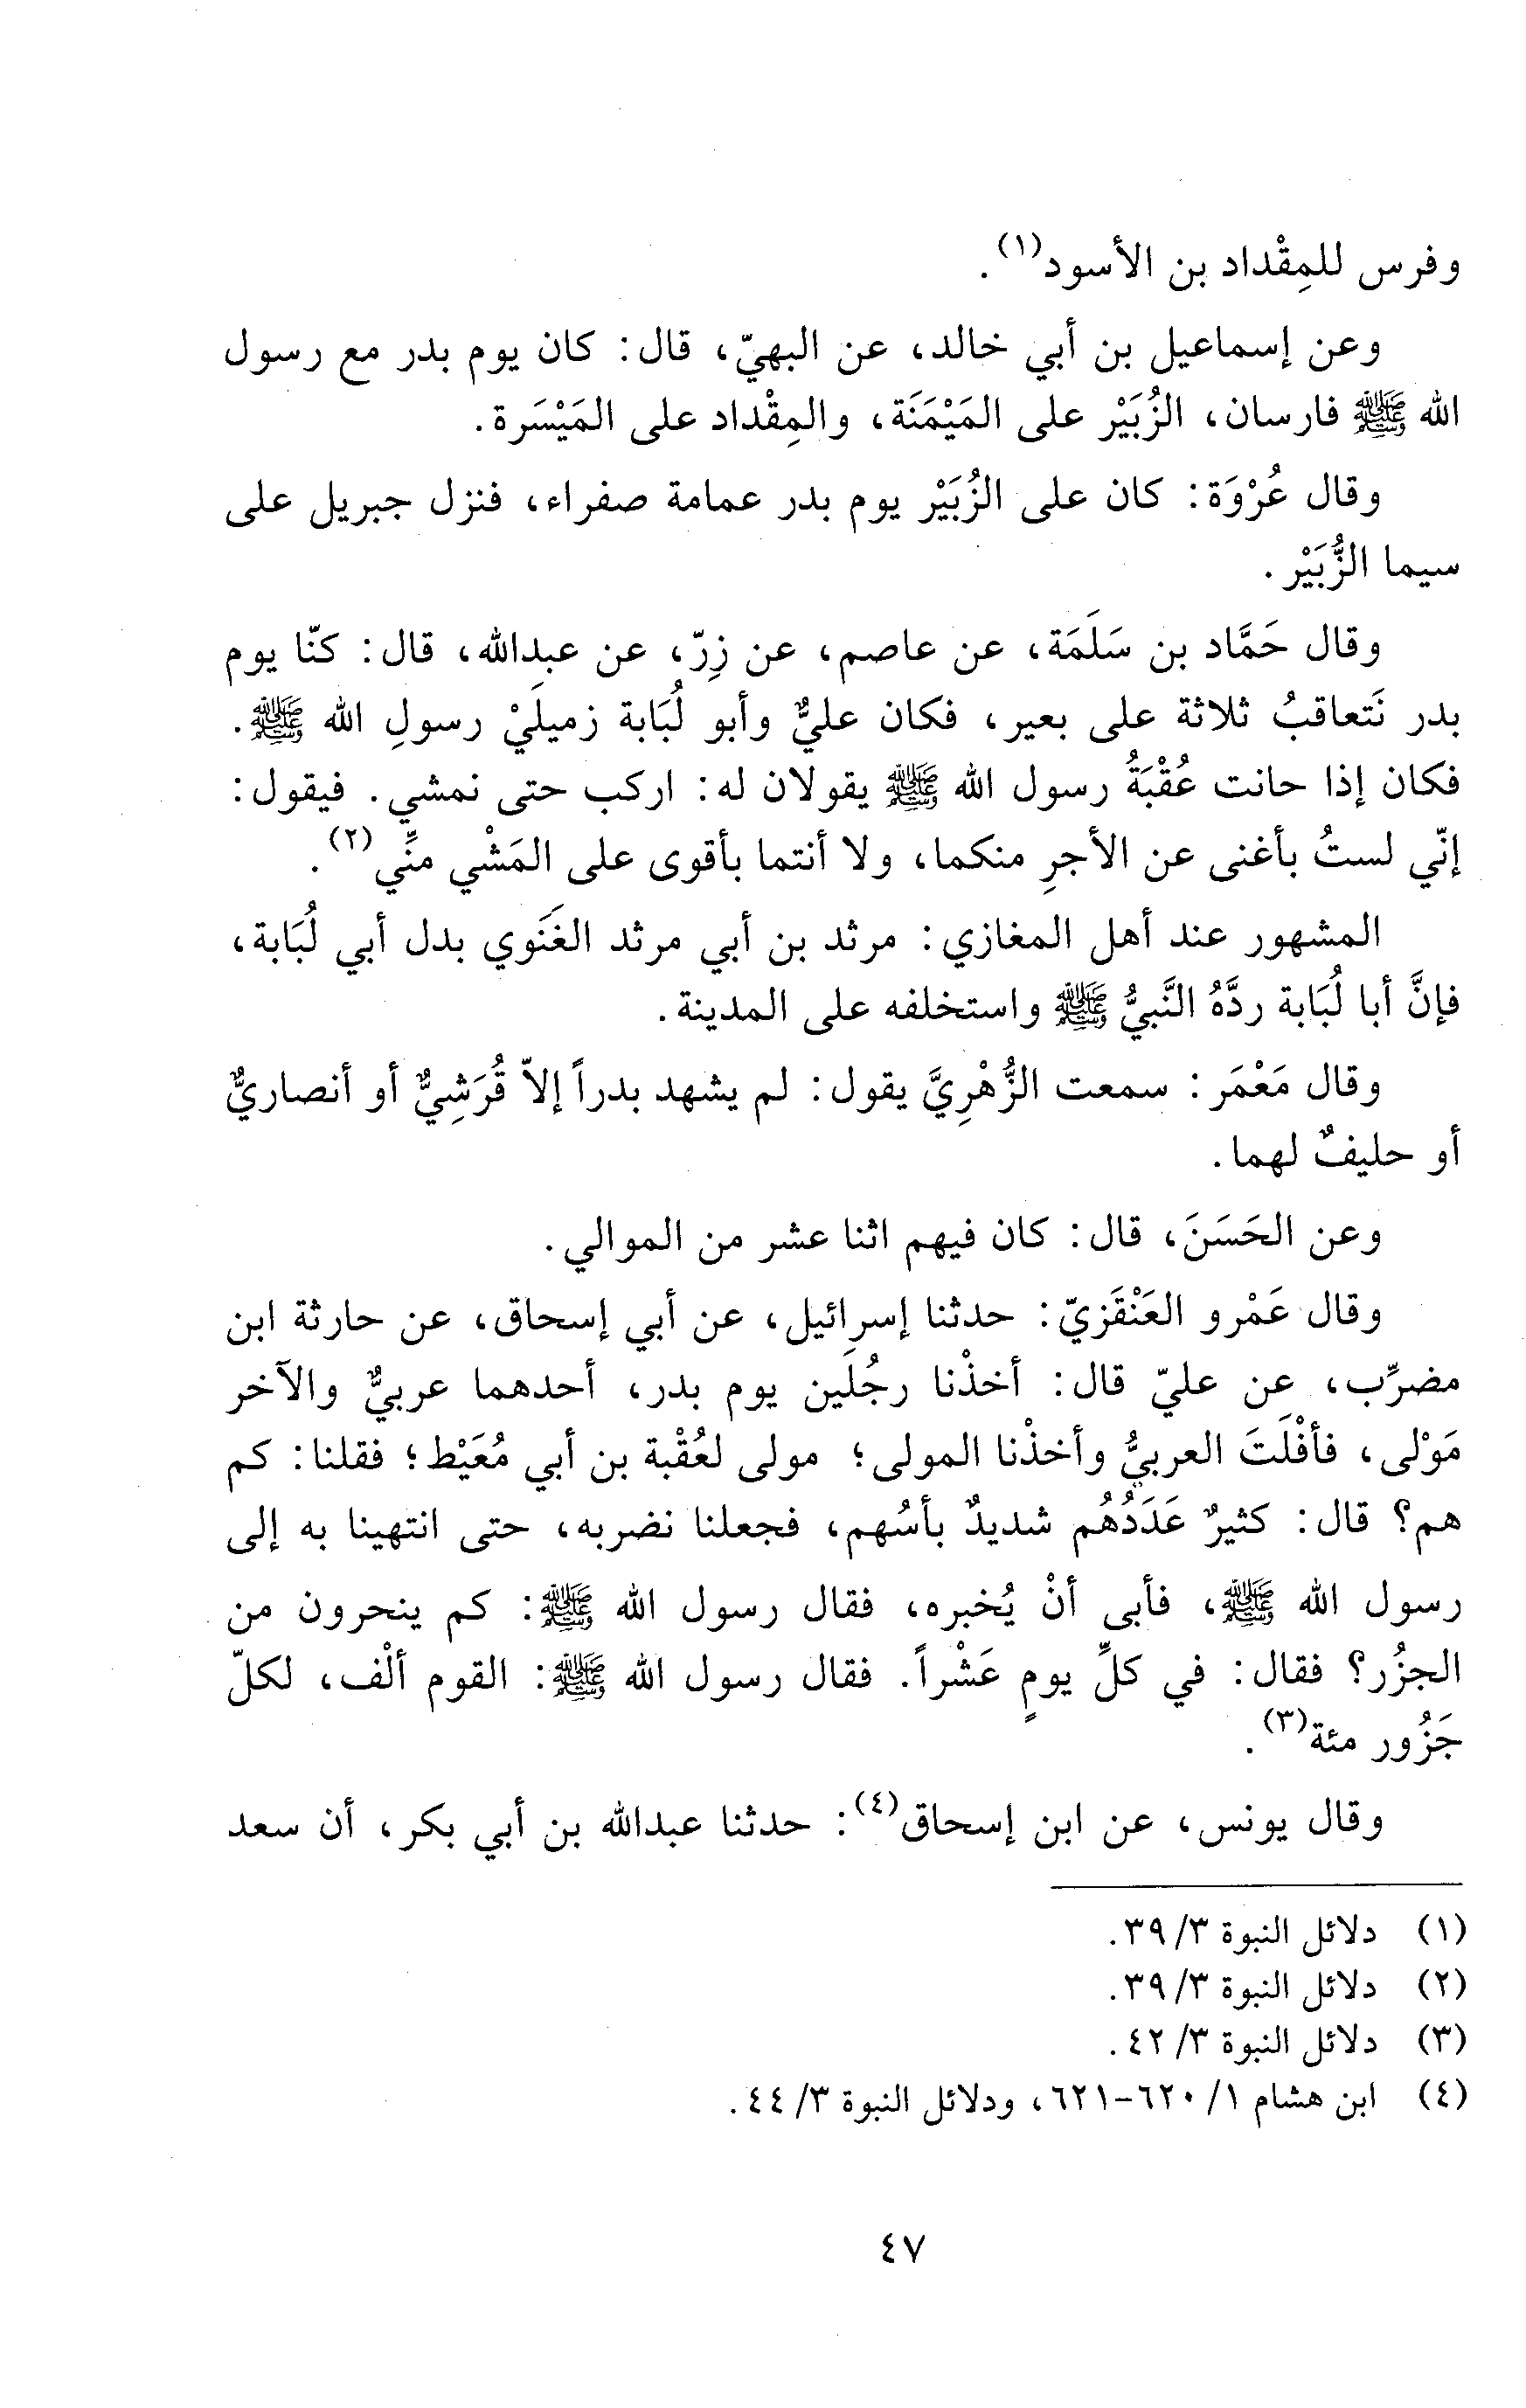 وفرس للمِقْداد بن الأسود(١).
وعن إسماعيل بن أبي خالد، عن البهيّ، قال: كان يوم بدر مع رسول
الله ﷺ فارسان، الزُبَيْر على المَيْمَنَة، والمِقْداد على المَيْسَرة.
وقال عُرْوَة: كان على الزُبَيْر يوم بدر عمامة صفراء، فنزل جبريل على
سيما الزُّبَيْر.
وقال حَمَّاد بن سَلَمَة، عن عاصم، عن زِرّ، عن عبدالله، قال: كنّا يوم
بدر نَتعاقبُ ثلاثة على بعير، فكان عليٌّ وأبو لُبَابة زميلَيْ رسولِ الله ﷺ.
فكان إذا حانت عُقْبَةُ رسول الله ﷺ يقولان له: اركب حتى نمشي. فيقول:
إنّي لستُ بأغنى عن الأجرِ منكما، ولا أنتما بأقوى على المَشْي منِّي(٢).
المشهور عند أهل المغازي: مرثد بن أبي مرثد الغَنَوي بدل أبي لُبَابة،
فإنَّ أبا لُبَابة ردَّهُ النَّبيُّ ﷺ واستخلفه على المدينة.
وقال مَعْمَر: سمعت الزُّهْرِيَّ يقول: لم يشهد بدراً إلاّ قُرَشِيٌّ أو أنصاريٌّ
أو حليفٌ لهما.
وعن الحَسَنَ، قال: كان فيهم اثنا عشر من الموالي.
وقال عَمْرو العَنْقَزيّ: حدثنا إسرائيل، عن أبي إسحاق، عن حارثة ابن
مضرِّب، عن عليّ قال: أخذْنا رجُلَين يوم بدر، أحدهما عربيٌّ والآخر
مَوْلى، فأفْلَتَ العربيُّ وأخذْنا المولى؛ مولى لعُقْبة بن أبي مُعَيْط؛ فقلنا: كم
هم؟ قال: كثيرٌ عَدَدُهُم شديدٌ بأسُهم، فجعلنا نضربه، حتى انتهينا به إلى
رسول الله ﷺ، فأبى أنْ يُخبره، فقال رسول الله ﷺ: كم ينحرون من
الجزُر؟ فقال: في كلِّ يومٍ عَشْراً. فقال رسول الله ﷺ: القوم ألْف، لكلّ
جَزُور مئة(٣).
وقال يونس، عن ابن إسحاق(٤): حدثنا عبدالله بن أبي بكر، أن سعد
(١) دلائل النبوة ٣/ ٣٩.
(٢) دلائل النبوة ٣/ ٣٩.
(٣) دلائل النبوة ٣/ ٤٢.
(٤) ابن هشام ١/ ٦٢٠-٦٢١، ودلائل النبوة ٣/ ٤٤.
٤٧